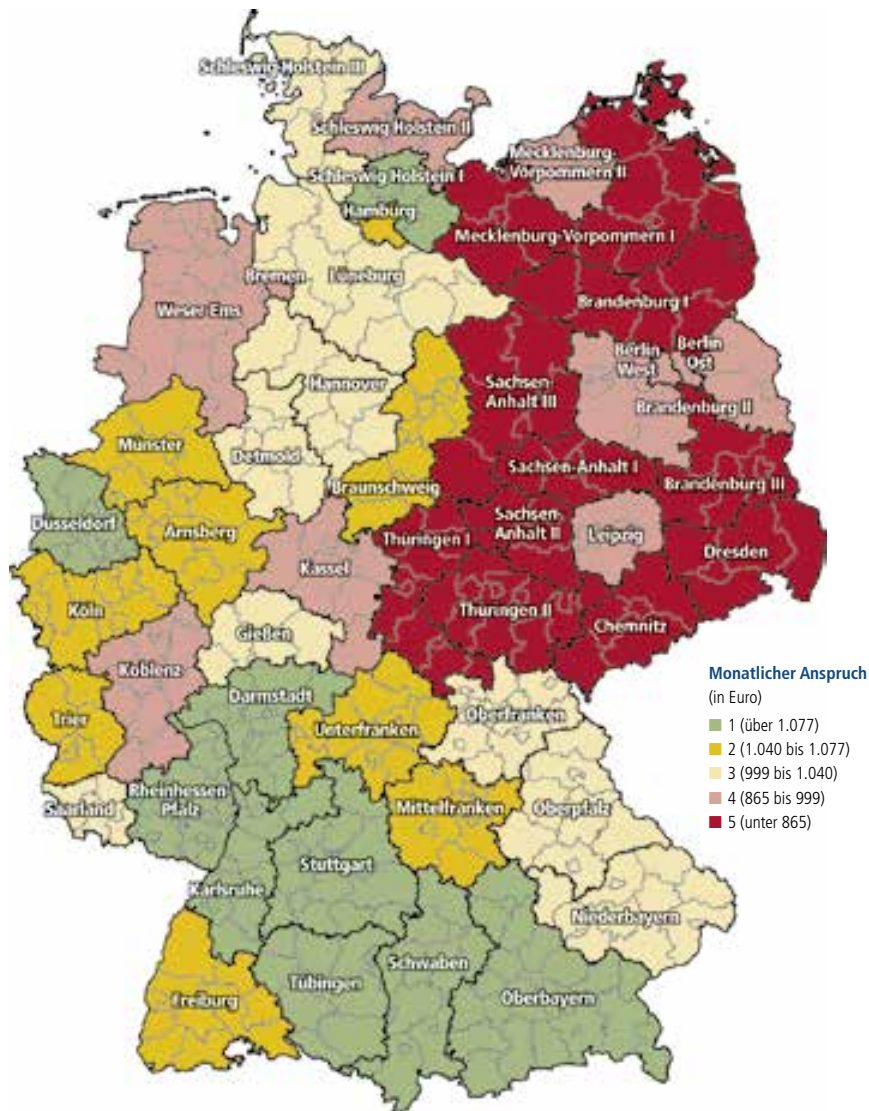 Schleswig-Holstein III
Schleswig Holstein II
Mecklenburg-
Vorpommern II
Schleswig Holstein I
Hamburg
Mecklenburg-Vorpommern I
Bremen
Lüneburg
Weser-Ems
Brandenburg I
Berlin
West
Berlin
Ost
Hannover
Sachsen-
Anhalt III
Brandenburg II
Münster
Detmold
Sachsen-Anhalt I
Braunschweig
Brandenburg III
Düsseldorf
Arnsberg
Thüringen I
Sachsen-
Anhalt II
Leipzig
Dresden
Kassel
Köln
Thüringen II
Gießen
Chemnitz
Koblenz
Darmstadt
Trier
Unterfranken
Oberfranken
Rheinhessen-
Pfalz
Saarland
Mittelfranken
Oberpfalz
Stuttgart
Karlsruhe
Niederbayern
Schwaben
Tübingen
Freiburg
Oberbayern
Monatlicher Anspruch
(in Euro)
1 (über 1.077)
2 (1.040 bis 1.077)
3 (999 bis 1.040)
4 (865 bis 999)
5 (unter 865)